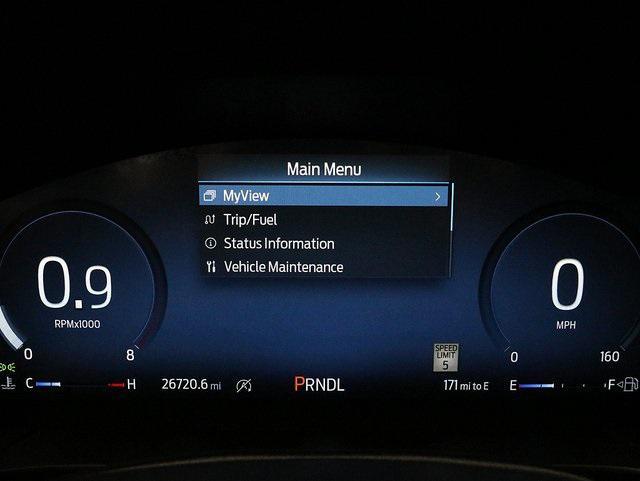 Main Menu
MyView
Trip/Fuel
Status Information
Vehicle Maintenance
0.9
RPMx1000
0 8
0
MPH
0 160
SPEED
LIMIT
5
C H
26720.6 mi
PRNDL
171 mi to E
E F